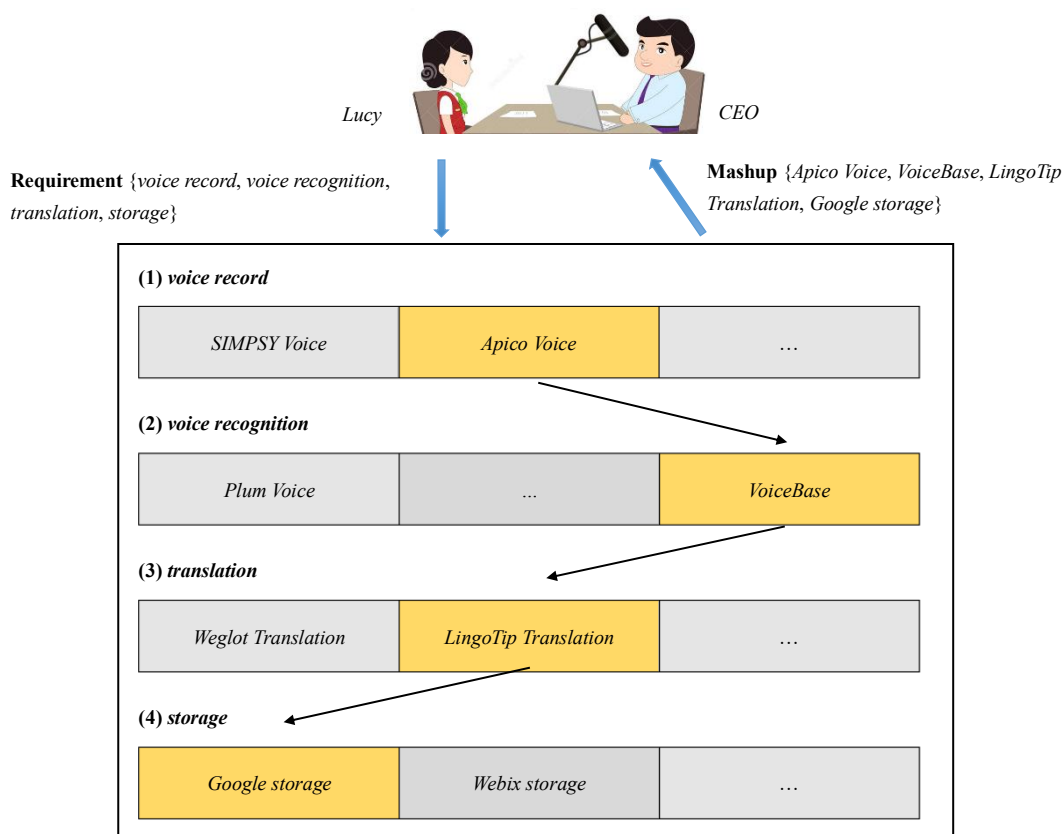 Lucy
CEO
Requirement {voice record, voice recognition,
translation, storage}
Mashup {Apico Voice, VoiceBase, LingoTip
Translation, Google storage}
(1) voice record
SIMPSY Voice
Apico Voice
…
(2) voice recognition
Plum Voice
...
VoiceBase
(3) translation
Weglot Translation
LingoTip Translation
…
(4) storage
Google storage
Webix storage
…